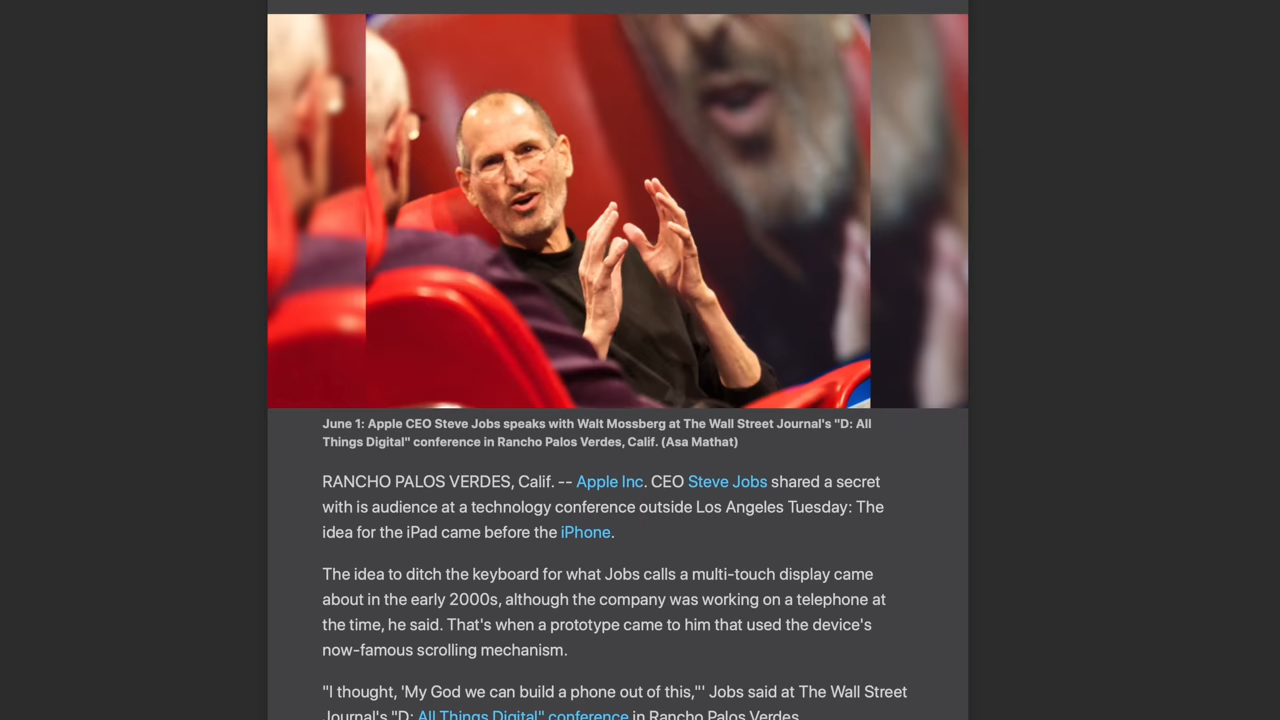 June 1: Apple CEO Steve Jobs speaks with Walt Mossberg at The Wall Street Journal's "D: All
Things Digital" conference in Rancho Palos Verdes, Calif. (Asa Mathat)
RANCHO PALOS VERDES, Calif. -- Apple Inc. CEO Steve Jobs shared a secret
with is audience at a technology conference outside Los Angeles Tuesday: The
idea for the iPad came before the iPhone.
The idea to ditch the keyboard for what Jobs calls a multi-touch display came
about in the early 2000s, although the company was working on a telephone at
the time, he said. That's when a prototype came to him that used the device's
now-famous scrolling mechanism.
"I thought, 'My God we can build a phone out of this,"' Jobs said at The Wall Street
Journal's "D: All Things Digital" conference in Rancho Palos Verdes.